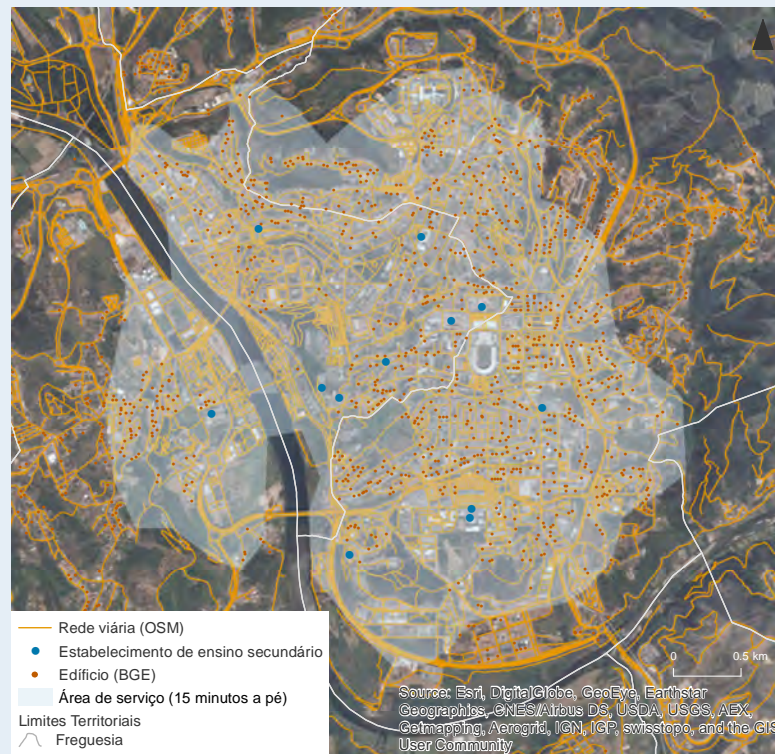 0 0.5 km
Rede viária (OSM)
Estabelecimento de ensino secundário
Edíficio (BGE)
Área de serviço (15 minutos a pé)
Limites Territoriais
Freguesia
Source: Esri, DigitalGlobe, GeoEye, Earthstar
Geographics, CNES/Airbus DS, USDA, USGS, AEX,
Getmapping, Aerogrid, IGN, IGP, swisstopo, and the GIS
User Community